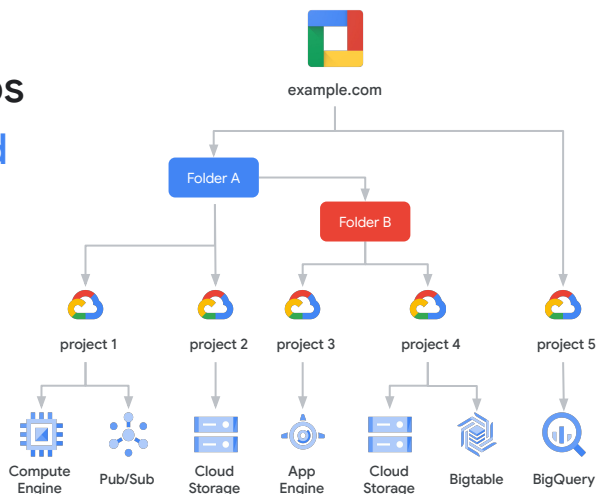 example.com
Folder A
Folder B
project 1
project 2
project 3
project 4
project 5
Compute
Engine
Pub/Sub
Cloud
Storage
App
Engine
Cloud
Storage
Bigtable
BigQuery